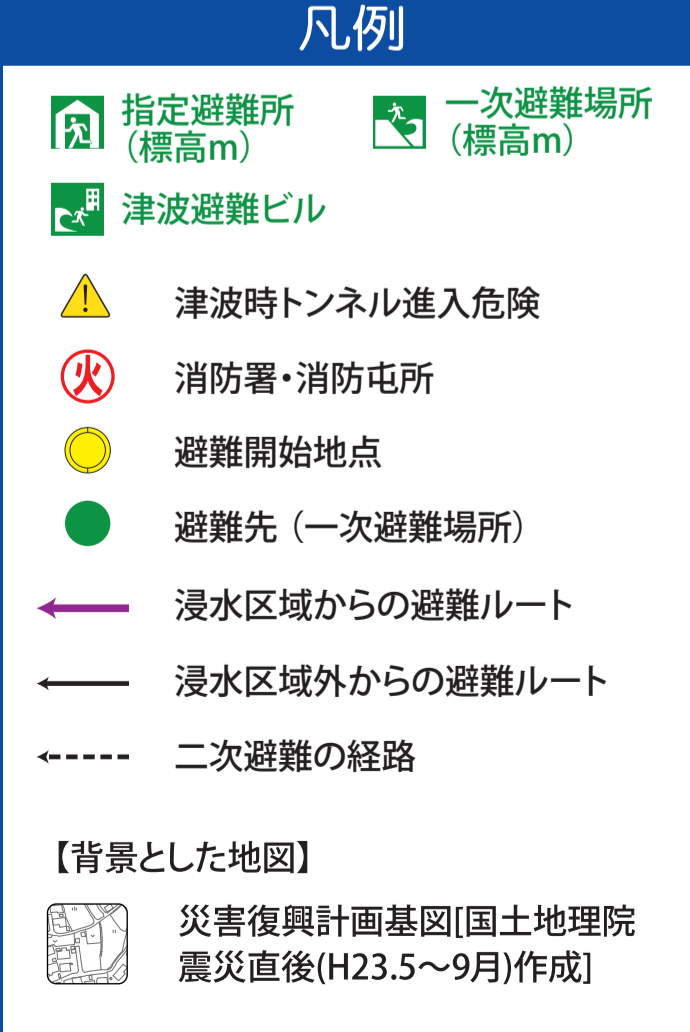 凡例
指定避難所
(標高m)
一次避難場所
(標高m)
津波避難ビル
津波時トンネル進入危険
火
消防署・消防屯所
避難開始地点
避難先（一次避難場所）
浸水区域からの避難ルート
浸水区域外からの避難ルート
二次避難の経路
【背景とした地図】
災害復興計画基図[国土地理院
震災直後(H23.5～9月)作成]